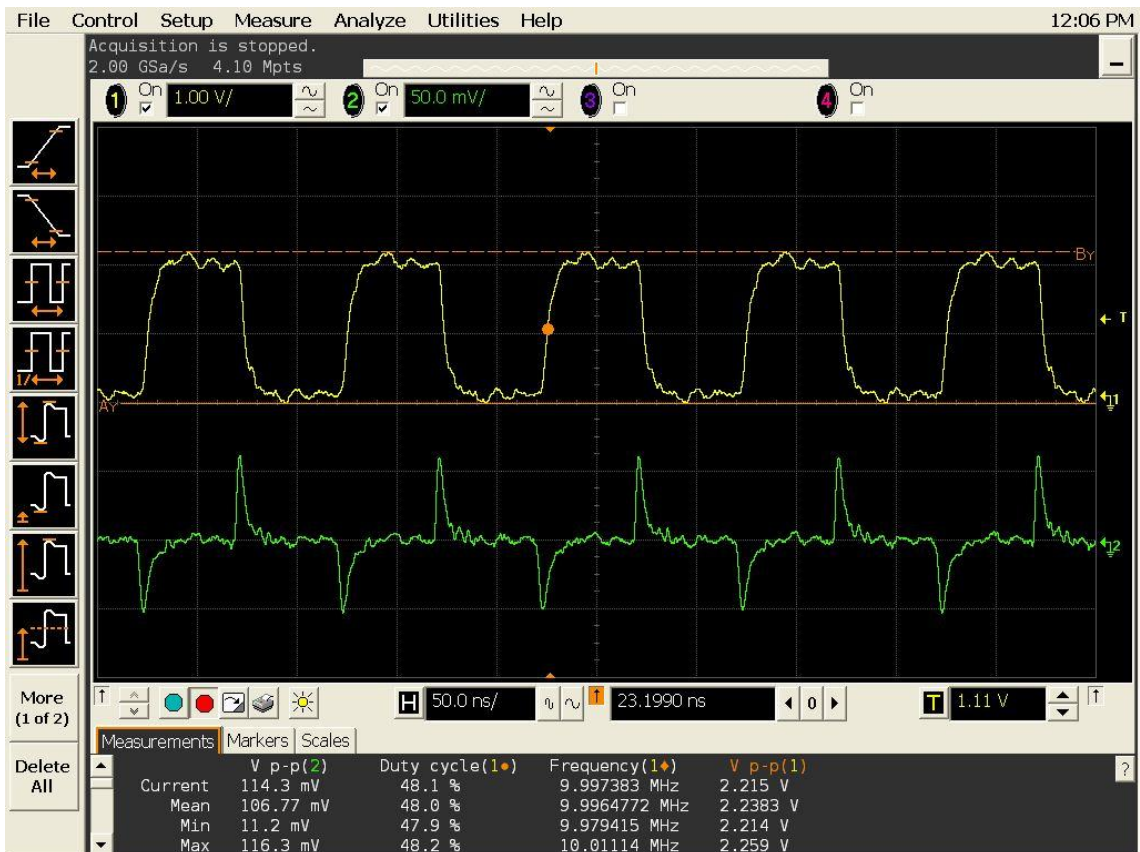 File Control Setup Measure Analyze Utilities Help 12:06 PM
Acquisition is stopped.
2.00 GSa/s 4.10 Mpts
1 On 1.00 V/ 2 On 50.0 mV/ 3 On 4 On
By
T
Ay
1
1/
2
More
(1 of 2)
Delete
All
H 50.0 ns/ 23.1990 ns 0 T 1.11 V
Measurements Markers Scales
V p-p(2) Duty cycle(1●) Frequency(1♦) V p-p(1) ?
Current 114.3 mV 48.1 % 9.997383 MHz 2.215 V
Mean 106.77 mV 48.0 % 9.9964772 MHz 2.2383 V
Min 11.2 mV 47.9 % 9.979415 MHz 2.214 V
Max 116.3 mV 48.2 % 10.01114 MHz 2.259 V